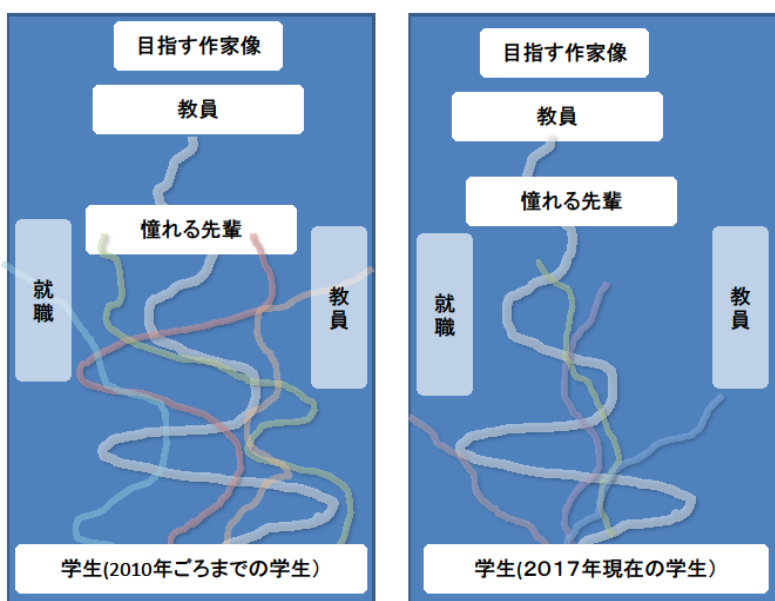 目指す作家像
教員
憧れる先輩
就職
教員
学生(2010年ごろまでの学生)
目指す作家像
教員
憧れる先輩
就職
教員
学生(２０１７年現在の学生)